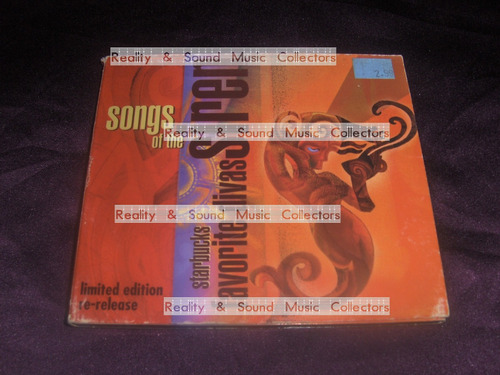 Reality & Sound Music Collectors
songs
of the
Siren
starbucks
favorite divas
Reality & Sound Music Collectors
Reality & Sound Music Collectors
limited edition
re-release
Reality & Sound Music Collectors